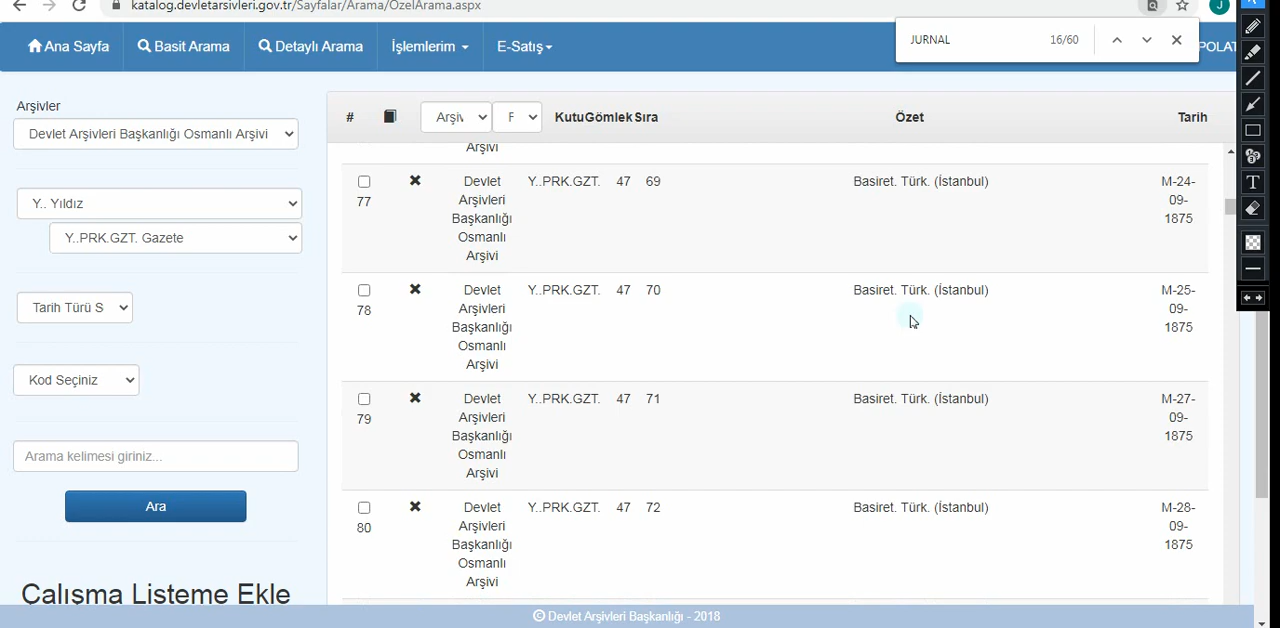 katalog.devletarsivleri.gov.tr/Sayfalar/Arama/OzelArama.aspx
J
Ana Sayfa
Basit Arama
Detaylı Arama
İşlemlerim
E-Satış
POLAT
JURNAL
16/60
Arşivler
Devlet Arşivleri Başkanlığı Osmanlı Arşivi
Y.. Yıldız
Y..PRK.GZT. Gazete
Tarih Türü S
Kod Seçiniz
Arama kelimesi giriniz...
Ara
Çalışma Listeme Ekle
# Arşiv F Kutu Gömlek Sıra Özet Tarih
Arşivi
77 Devlet Arşivleri Başkanlığı Osmanlı Arşivi Y..PRK.GZT. 47 69 Basiret. Türk. (İstanbul) M-24-09-1875
78 Devlet Arşivleri Başkanlığı Osmanlı Arşivi Y..PRK.GZT. 47 70 Basiret. Türk. (İstanbul) M-25-09-1875
79 Devlet Arşivleri Başkanlığı Osmanlı Arşivi Y..PRK.GZT. 47 71 Basiret. Türk. (İstanbul) M-27-09-1875
80 Devlet Arşivleri Başkanlığı Osmanlı Arşivi Y..PRK.GZT. 47 72 Basiret. Türk. (İstanbul) M-28-09-1875
© Devlet Arşivleri Başkanlığı - 2018
T